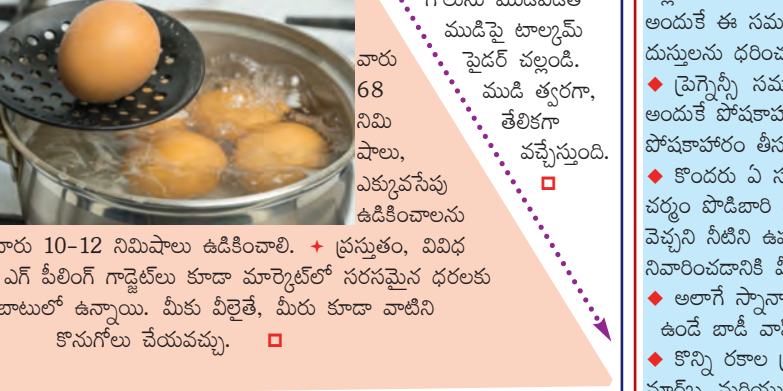 వారు
68
నిమి
షాలు,
ఎక్కువసేపు
ఉడికించాలను
వారు 10-12 నిమిషాలు ఉడికించాలి. ✦ ప్రస్తుతం, వివిధ
ఎగ్ పీలింగ్ గాడ్జెట్‌లు కూడా మార్కెట్‌లో సరసమైన ధరలకు
బాటులో ఉన్నాయి. మీకు వీలైతే, మీరు కూడా వాటిని
కొనుగోలు చేయవచ్చు.
ముడిపై టాల్కమ్
పౌడర్ చల్లండి.
ముడి త్వరగా,
తేలికగా
వచ్చేస్తుంది.
అందుకే ఈ సమ
దుస్తులను ధరించ
◆ ప్రెగ్నెన్సీ సమ
అందుకే పోషకాహ
పోషకాహారం తీస
◆ కొందరు ఏ స
చర్మం పొడిబారి
వెచ్చని నీటిని ఉప
నివారించడానికి వీ
◆ అలాగే స్నానా
ఉండే బాడీ వాష
◆ కొన్ని రకాల